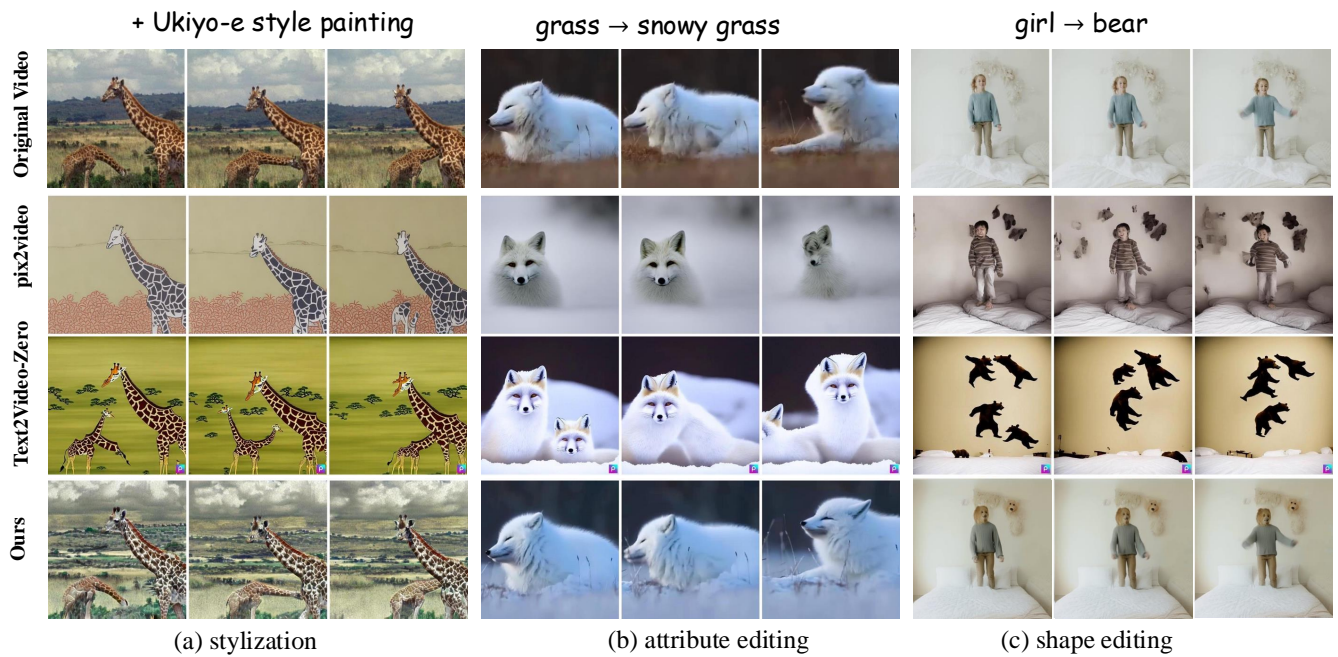 + Ukiyo-e style painting
grass → snowy grass
girl → bear
Original Video
pix2video
Text2Video-Zero
Ours
(a) stylization
(b) attribute editing
(c) shape editing